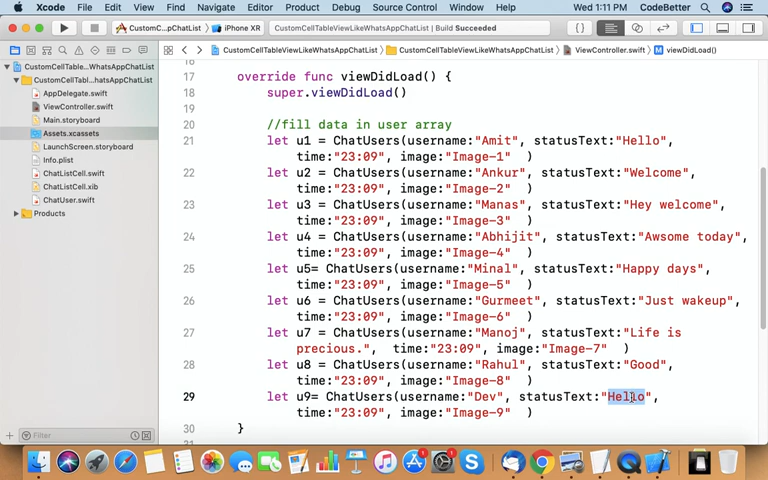 Xcode File Edit View Find Navigate Editor Product Debug Source Control Window Wed 1:11 PM CodeBetter
CustomC...pChatList iPhone XR CustomCellTableViewLikeWhatsAppChatList | Build Succeeded
CustomCellTableViewLikeWhatsAppChatList CustomCellTableViewLikeWhatsAppChatList ViewController.swift M viewDidLoad()
CustomCellTabl...WhatsAppChatList
CustomCellTabl...hatsAppChatList
AppDelegate.swift
ViewController.swift
Main.storyboard
Assets.xcassets
LaunchScreen.storyboard
Info.plist
ChatListCell.swift
ChatListCell.xib
ChatUser.swift
Products
Filter
16
17 override func viewDidLoad() {
18 super.viewDidLoad()
19
20 //fill data in user array
21 let u1 = ChatUsers(username:"Amit", statusText:"Hello",
time:"23:09", image:"Image-1" )
22 let u2 = ChatUsers(username:"Ankur", statusText:"Welcome",
time:"23:09", image:"Image-2" )
23 let u3 = ChatUsers(username:"Manas", statusText:"Hey welcome",
time:"23:09", image:"Image-3" )
24 let u4 = ChatUsers(username:"Abhijit", statusText:"Awsome today",
time:"23:09", image:"Image-4" )
25 let u5= ChatUsers(username:"Minal", statusText:"Happy days",
time:"23:09", image:"Image-5" )
26 let u6 = ChatUsers(username:"Gurmeet", statusText:"Just wakeup",
time:"23:09", image:"Image-6" )
27 let u7 = ChatUsers(username:"Manoj", statusText:"Life is
precious.", time:"23:09", image:"Image-7" )
28 let u8 = ChatUsers(username:"Rahul", statusText:"Good",
time:"23:09", image:"Image-8" )
29 let u9= ChatUsers(username:"Dev", statusText:"Hello",
time:"23:09", image:"Image-9" )
30 }